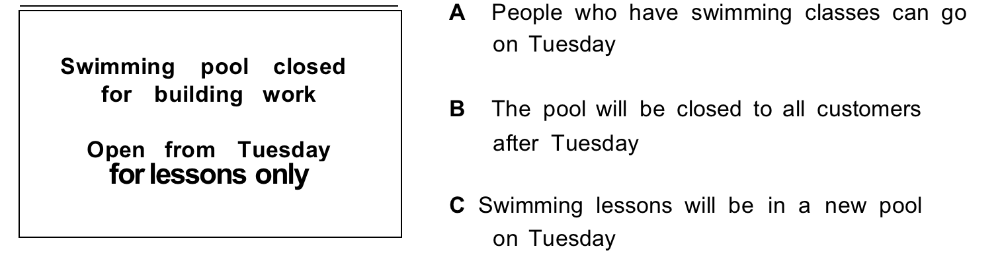 Swimming pool closed
for building work
Open from Tuesday
for lessons only
A People who have swimming classes can go
on Tuesday
B The pool will be closed to all customers
after Tuesday
C Swimming lessons will be in a new pool
on Tuesday